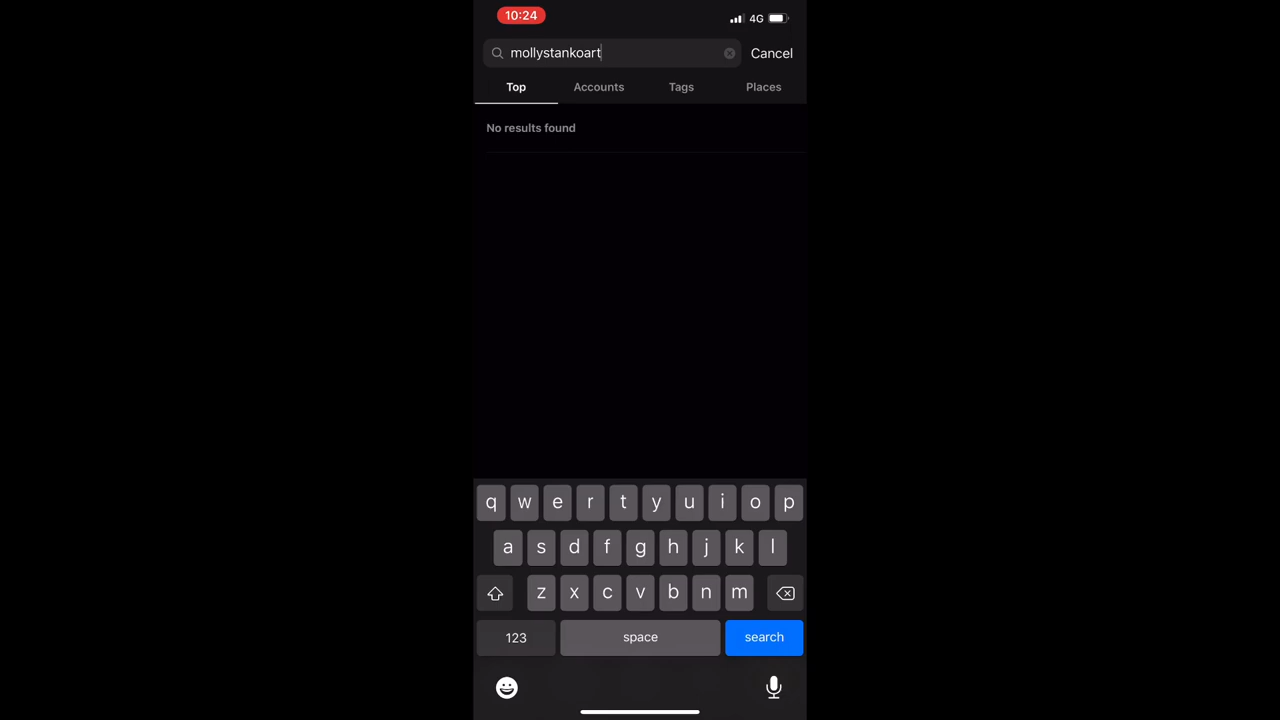 10:24
4G
mollystankoart
Cancel
Top Accounts Tags Places
No results found
q w e r t y u i o p
a s d f g h j k l
z x c v b n m
123 space search